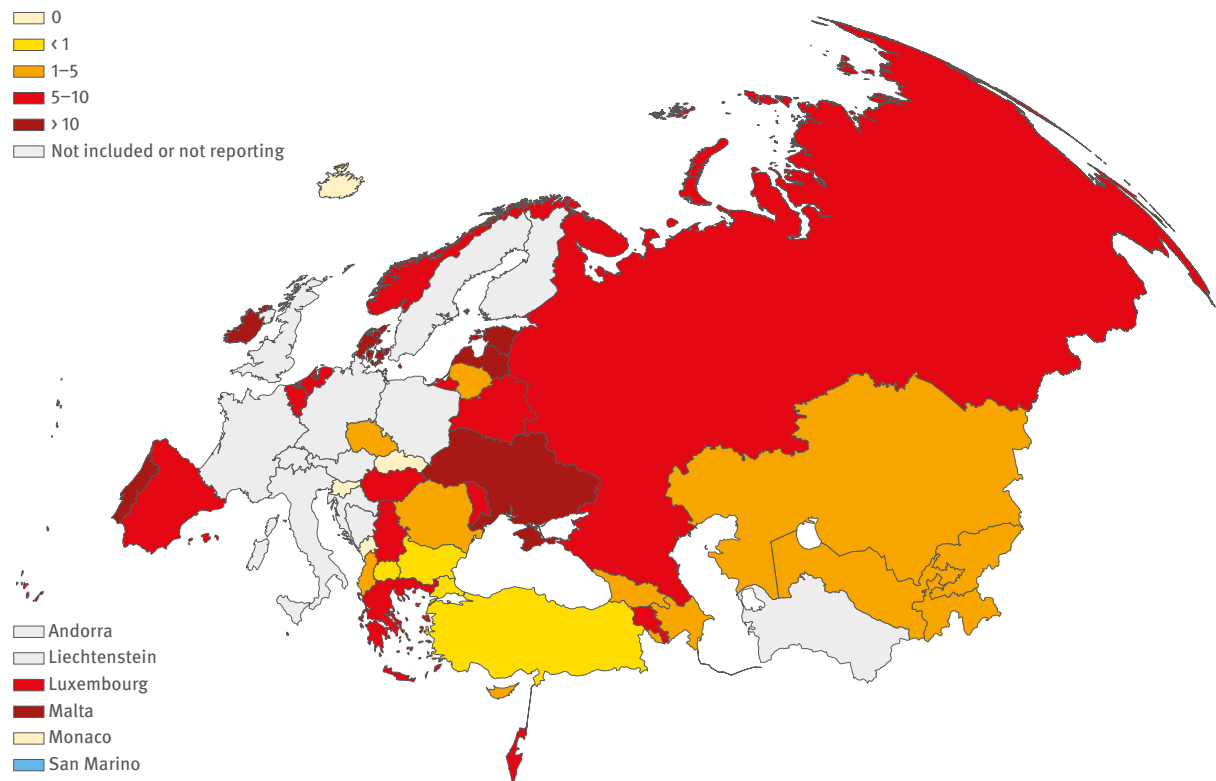 0
‹ 1
1–5
5–10
› 10
Not included or not reporting
Andorra
Liechtenstein
Luxembourg
Malta
Monaco
San Marino